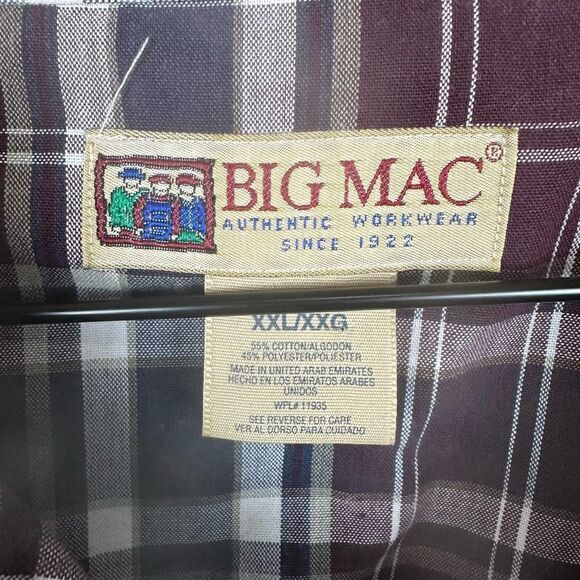 BIG MAC®
AUTHENTIC WORKWEAR
SINCE 1922
XXL/XXG
55% COTTON/ALGODON
45% POLYESTER/POLIESTER
MADE IN UNITED ARAB EMIRATES
HECHO EN LOS EMIRATOS ARABES
UNIDOS
WPL# 11935
SEE REVERSE FOR CARE
VER AL DORSO PARA CUIDADO